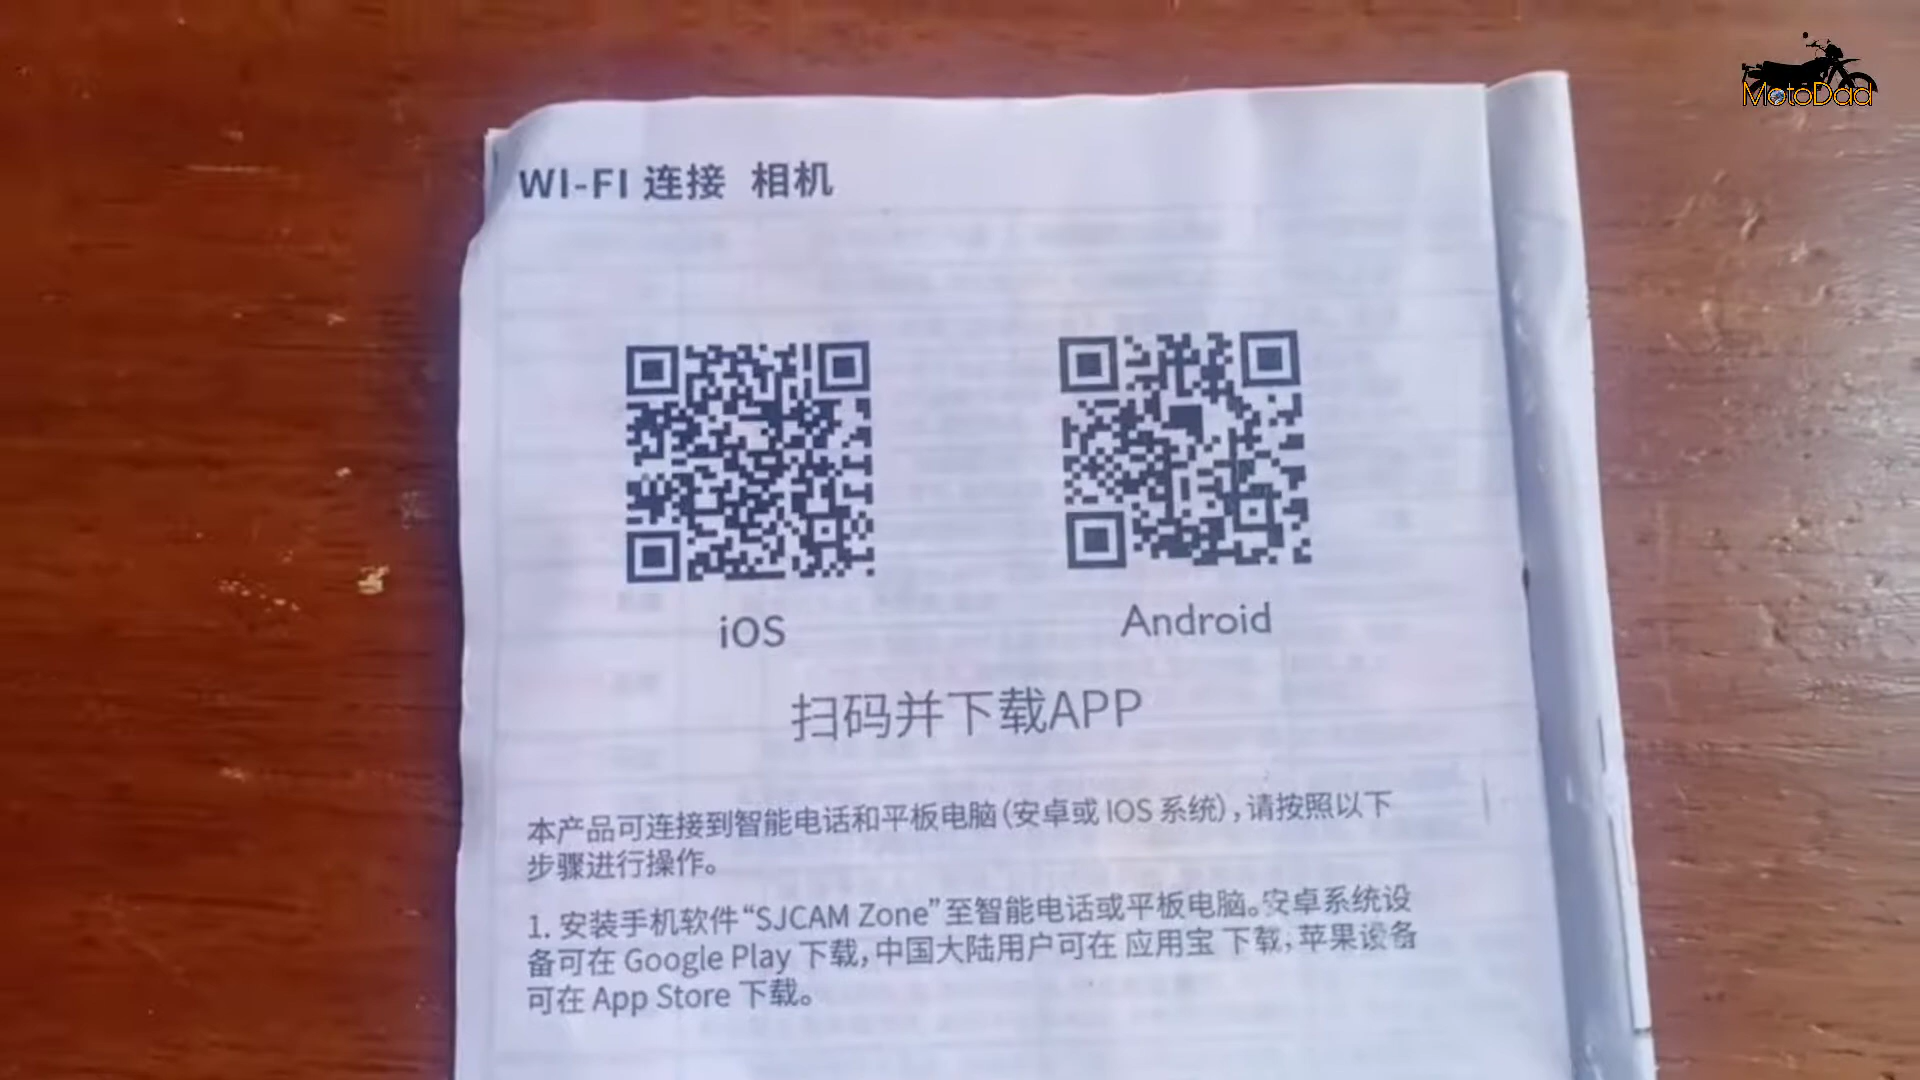 MotoDad
WI-FI 连接 相机
iOS
Android
扫码并下载APP
本产品可连接到智能电话和平板电脑(安卓或 IOS 系统),请按照以下
步骤进行操作。
1. 安装手机软件“SJCAM Zone”至智能电话或平板电脑。安卓系统设
备可在 Google Play 下载,中国大陆用户可在 应用宝 下载,苹果设备
可在 App Store 下载。